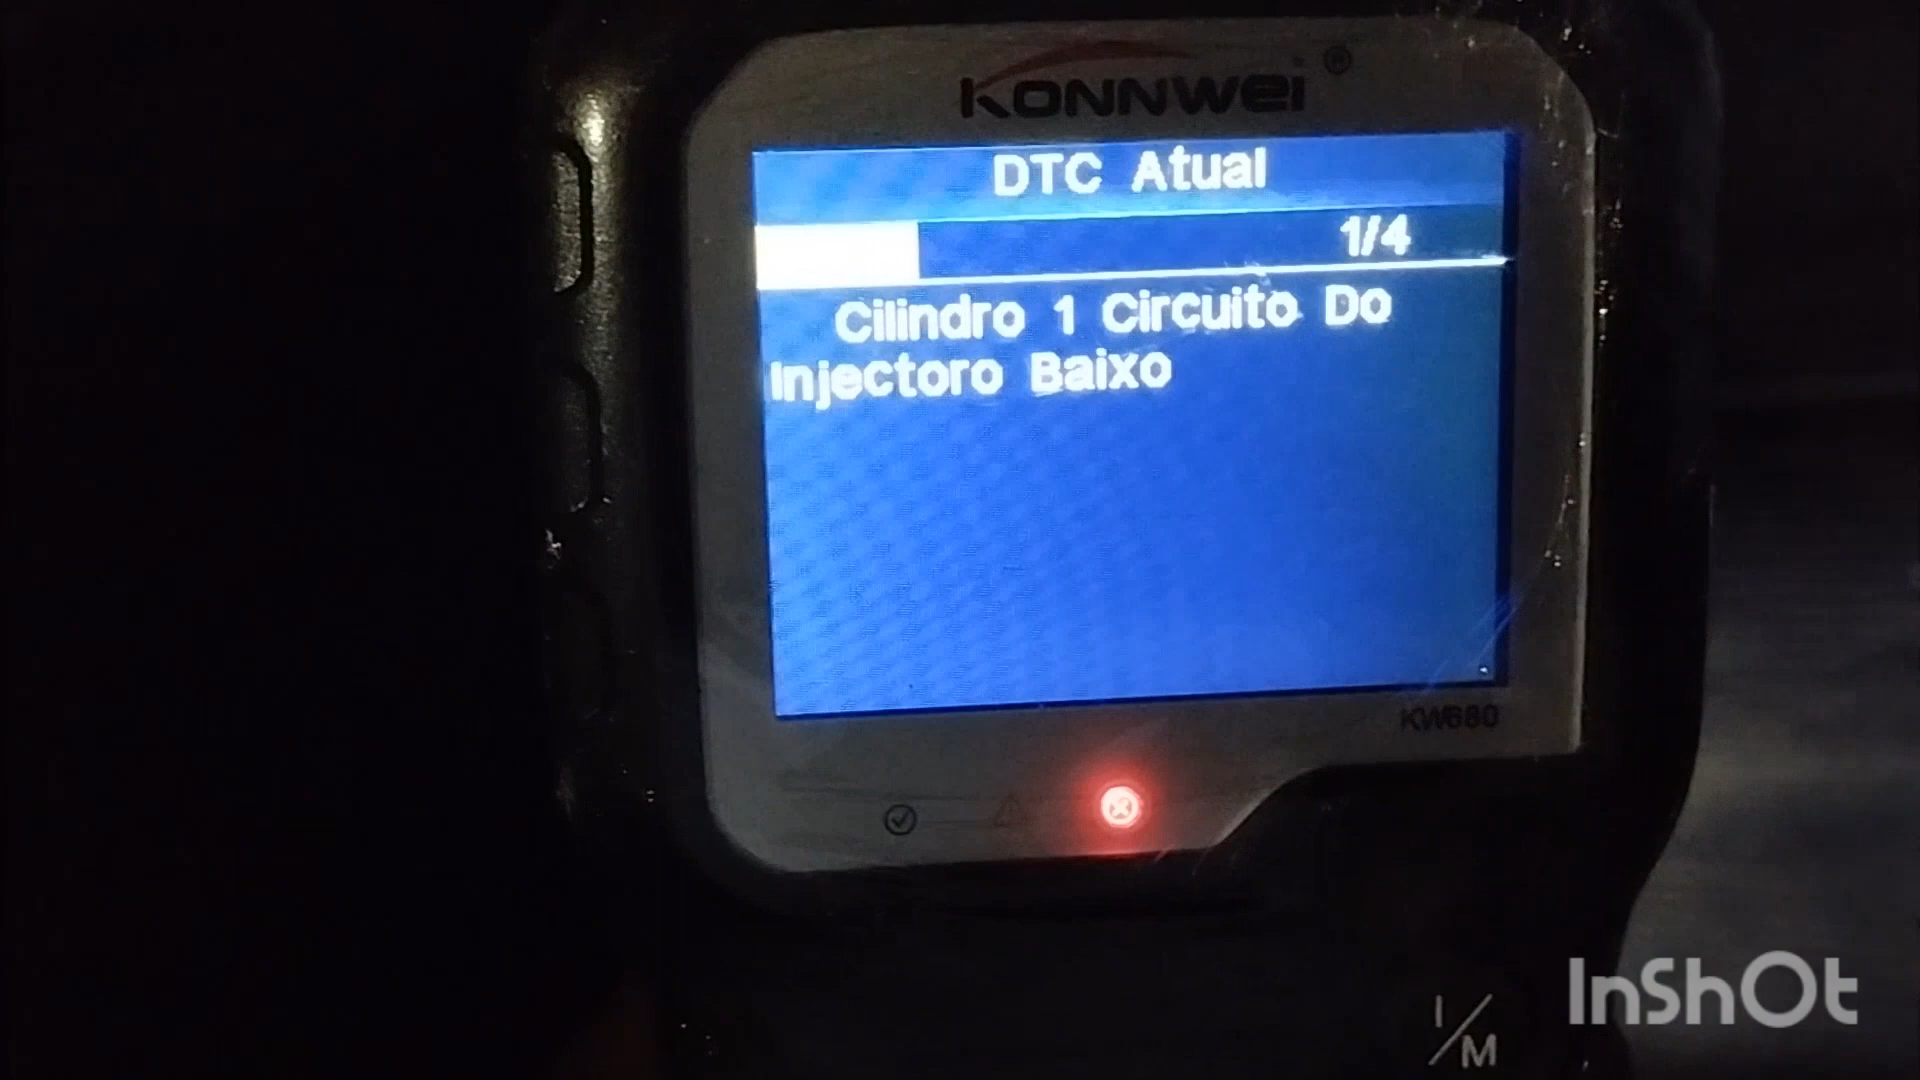 KONNWEI®
DTC Atual
1/4
Cilindro 1 Circuito Do
Injectoro Baixo
KW680
I/M
InShOt